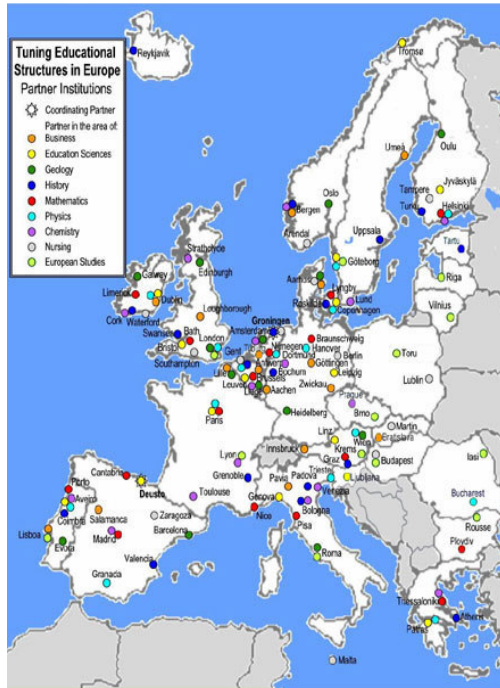 Tuning Educational
Structures in Europe
Partner Institutions
Coordinating Partner
Partner in the area of:
Business
Education Sciences
Geology
History
Mathematics
Physics
Chemistry
Nursing
European Studies
Reykjavik
Tromsø
Umeå
Oulu
Jyväskylä
Tampere
Helsinki
Turku
Bergen
Oslo
Arendal
Uppsala
Tartu
Strathclyde
Edinburgh
Göteborg
Riga
Aarhus
Lyngby
Lund
Roskilde
Copenhagen
Vilnius
Galway
Limerick
Dublin
Cork
Waterford
Loughborough
Groningen
Amsterdam
Swansea
Bath
London
Bristol
Southampton
Gent
Nijmegen
Braunschweig
Hanover
Dortmund
Berlin
Göttingen
Antwerp
Bochum
Leipzig
Toru
Lille
Brussels
Leuven
Aachen
Zwickau
Lublin
Prague
Paris
Heidelberg
Brno
Martin
Linz
Krems
Wien
Bratislava
Innsbruck
Graz
Budapest
Iasi
Lyon
Grenoble
Trieste
Ljubljana
Pavia
Padova
Venezia
Genova
Bologna
Bucharest
Cantabria
Porto
Deusto
Toulouse
Nice
Pisa
Rousse
Aveiro
Coimbra
Salamanca
Zaragoza
Barcelona
Plovdiv
Lisboa
Evora
Madrid
Roma
Valencia
Granada
Thessaloniki
Athens
Patras
Malta